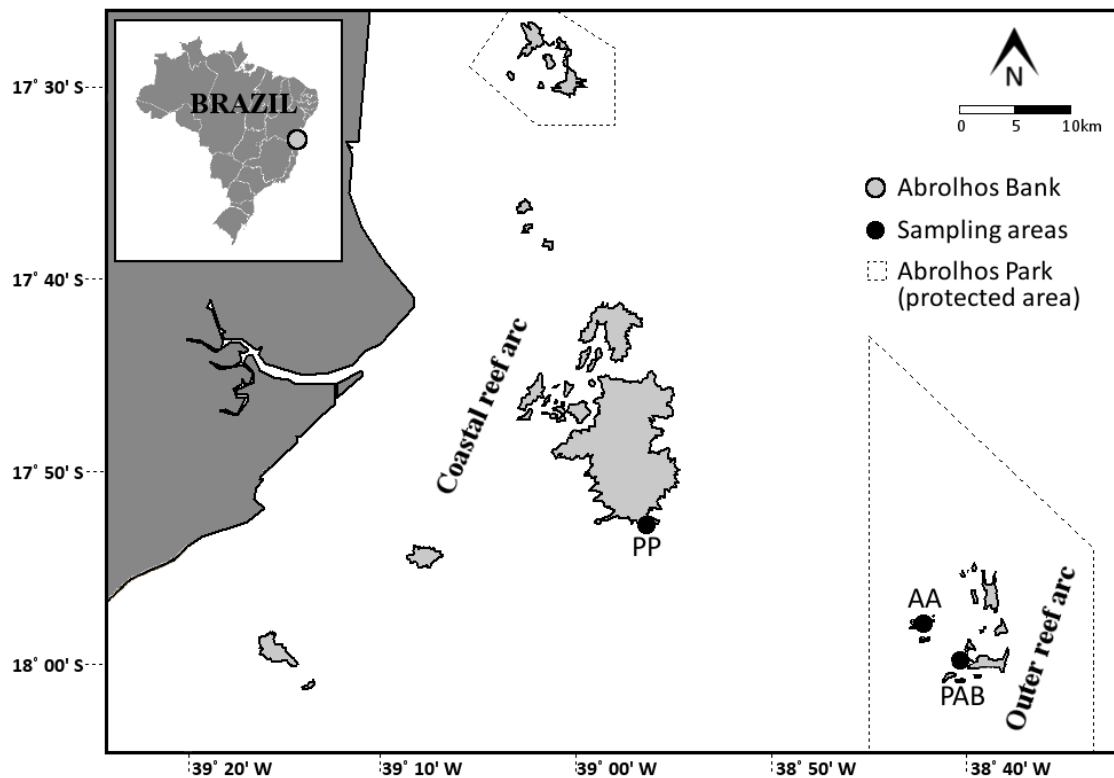 BRAZIL
N
0 5 10km
Abrolhos Bank
Sampling areas
Abrolhos Park
(protected area)
17° 30' S
17° 40' S
17° 50' S
18° 00' S
Coastal reef arc
PP
AA
PAB
Outer reef arc
39° 20' W
39° 10' W
39° 00' W
38° 50' W
38° 40' W